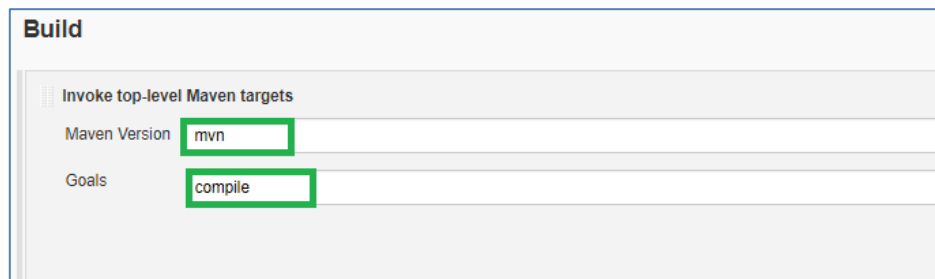 Build
Invoke top-level Maven targets
Maven Version mvn
Goals compile